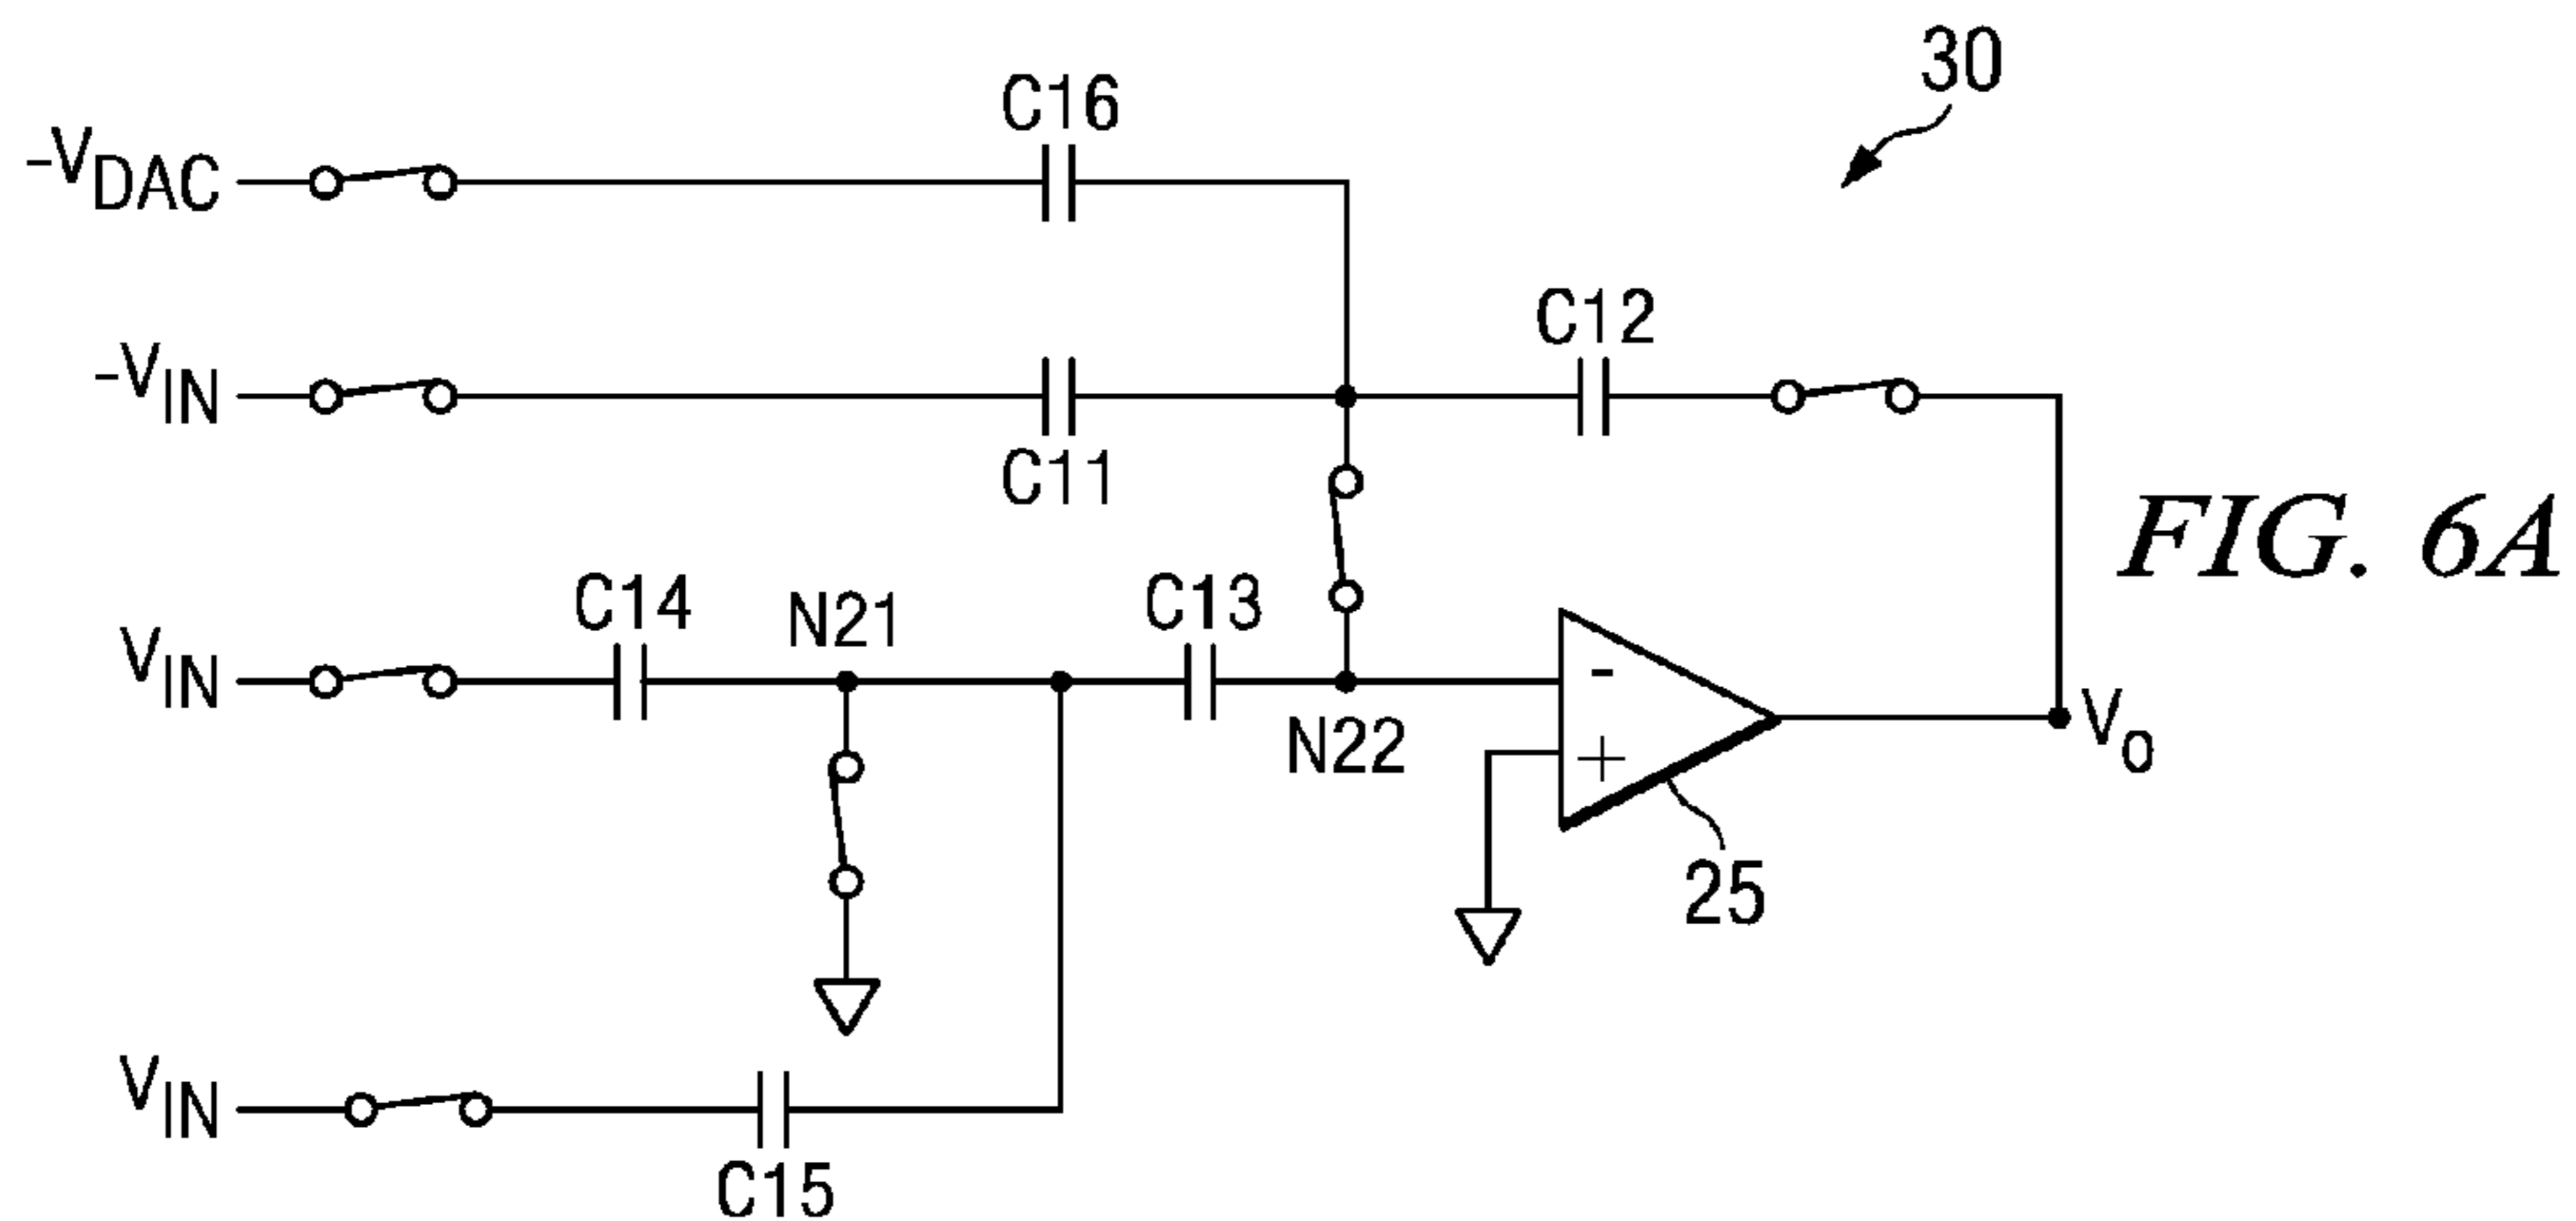 30
C16
-VDAC
C12
-VIN
C11
FIG. 6A
C14
N21
C13
VIN
-
N22
+
VO
25
VIN
C15